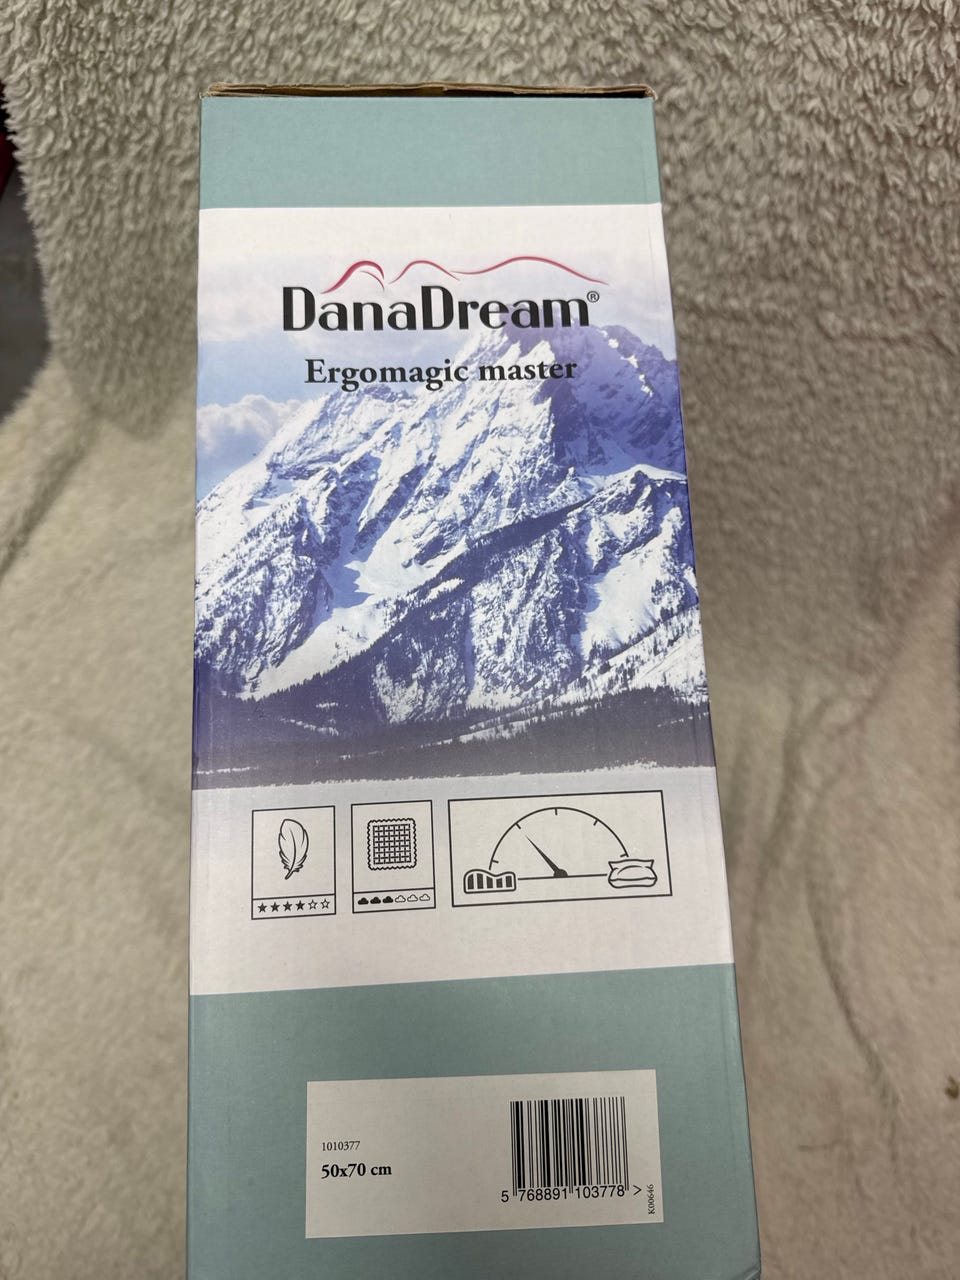 DanaDream®
Ergomagic master
1010377
50x70 cm
5 768891 103778 >
K00646